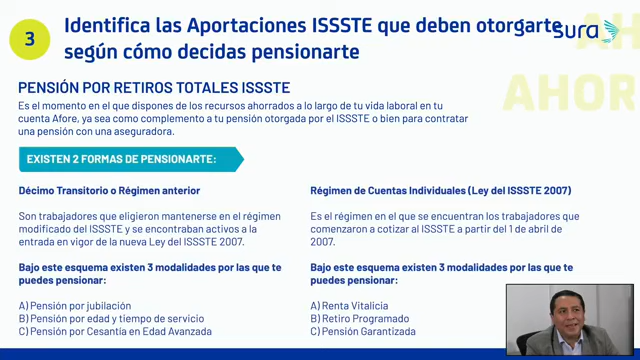 3
Identifica las Aportaciones ISSSTE que deben otorgarte
según cómo decidas pensionarte
sura
AH
AHOR
PENSIÓN POR RETIROS TOTALES ISSSTE
Es el momento en el que dispones de los recursos ahorrados a lo largo de tu vida laboral en tu
cuenta Afore, ya sea como complemento a tu pensión otorgada por el ISSSTE o bien para contratar
una pensión con una aseguradora.
EXISTEN 2 FORMAS DE PENSIONARTE:
Décimo Transitorio o Régimen anterior
Son trabajadores que eligieron mantenerse en el régimen
modificado del ISSSTE y se encontraban activos a la
entrada en vigor de la nueva Ley del ISSSTE 2007.
Bajo este esquema existen 3 modalidades por las que te
puedes pensionar:
A) Pensión por jubilación
B) Pensión por edad y tiempo de servicio
C) Pensión por Cesantía en Edad Avanzada
Régimen de Cuentas Individuales (Ley del ISSSTE 2007)
Es el régimen en el que se encuentran los trabajadores que
comenzaron a cotizar al ISSSTE a partir del 1 de abril de
2007.
Bajo este esquema existen 3 modalidades por las que te
puedes pensionar:
A) Renta Vitalicia
B) Retiro Programado
C) Pensión Garantizada